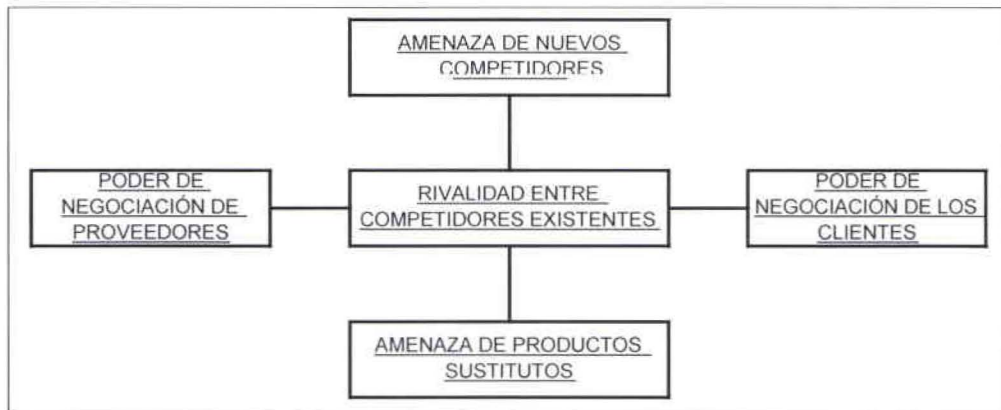 AMENAZA DE NUEVOS
COMPETIDORES
PODER DE
NEGOCIACIÓN DE
PROVEEDORES
RIVALIDAD ENTRE
COMPETIDORES EXISTENTES
PODER DE
NEGOCIACIÓN DE LOS
CLIENTES
AMENAZA DE PRODUCTOS
SUSTITUTOS